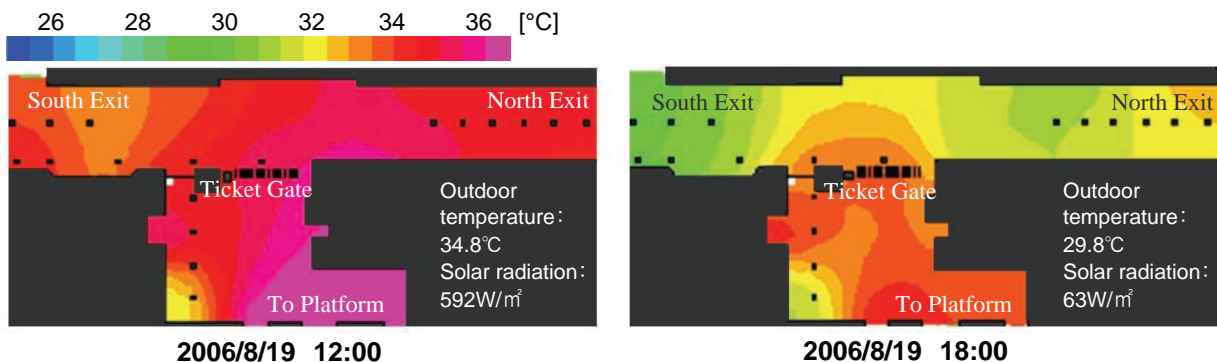 26 28 30 32 34 36 [°C]
South Exit
North Exit
Ticket Gate
Outdoor
temperature：
34.8℃
Solar radiation：
592W/㎡
To Platform
2006/8/19 12:00
South Exit
North Exit
Ticket Gate
Outdoor
temperature：
29.8℃
Solar radiation：
63W/㎡
To Platform
2006/8/19 18:00